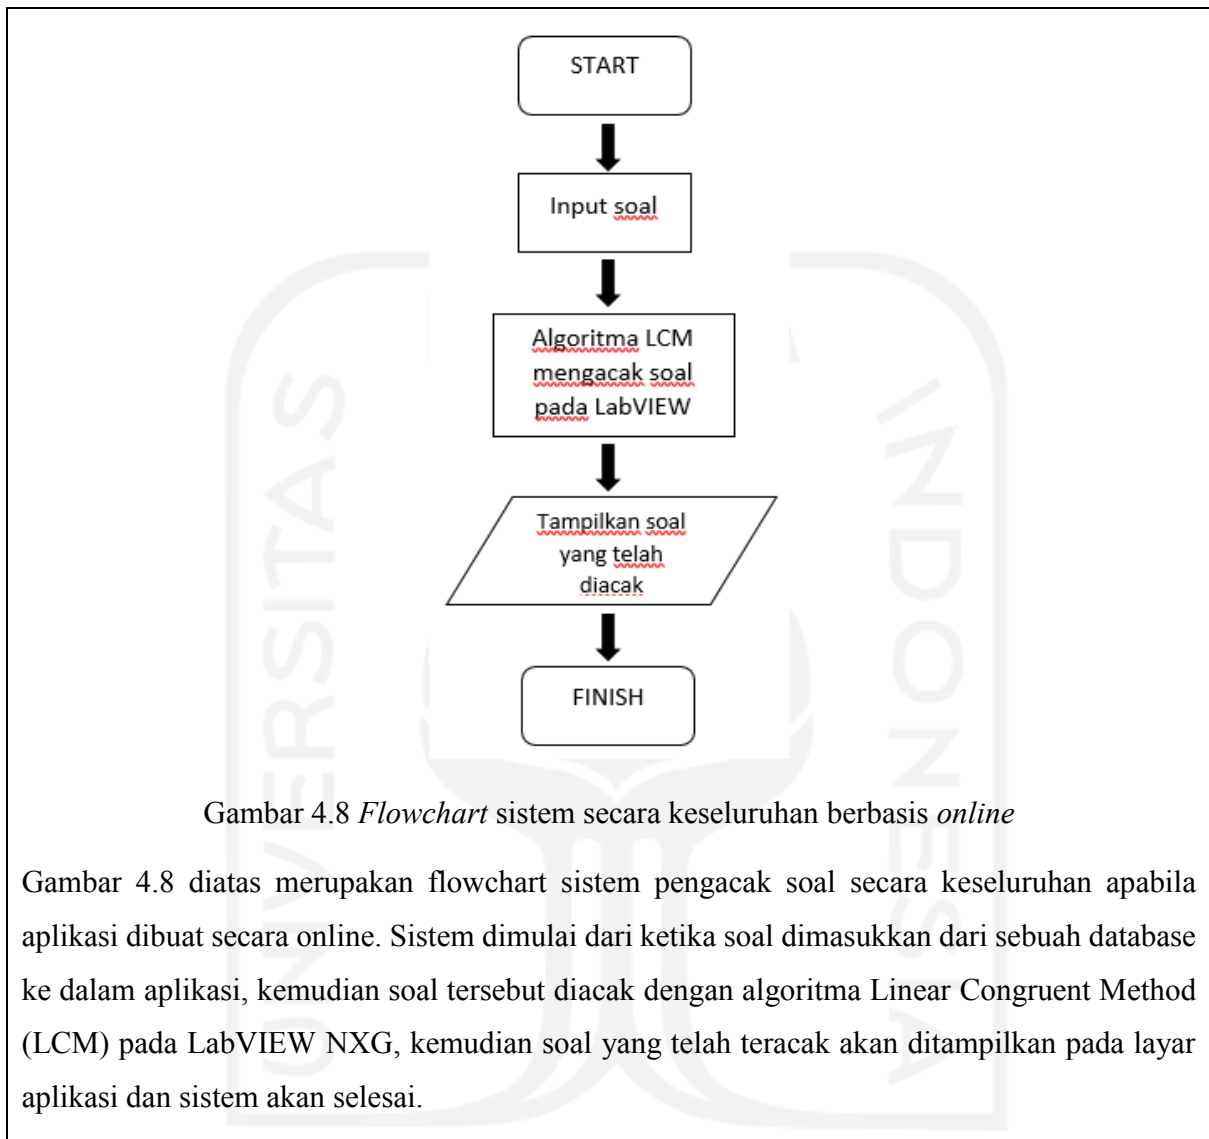 START
Input soal
Algoritma LCM
mengacak soal
pada LabVIEW
Tampilkan soal
yang telah
diacak
FINISH
UNIVERSITAS
INDONESIA
Gambar 4.8 Flowchart sistem secara keseluruhan berbasis online
Gambar 4.8 diatas merupakan flowchart sistem pengacak soal secara keseluruhan apabila
aplikasi dibuat secara online. Sistem dimulai dari ketika soal dimasukkan dari sebuah database
ke dalam aplikasi, kemudian soal tersebut diacak dengan algoritma Linear Congruent Method
(LCM) pada LabVIEW NXG, kemudian soal yang telah teracak akan ditampilkan pada layar
aplikasi dan sistem akan selesai.